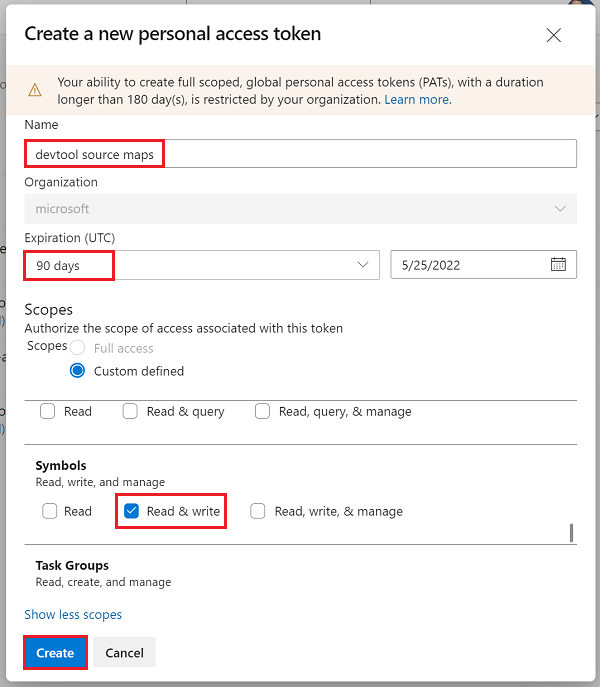 Create a new personal access token
Your ability to create full scoped, global personal access tokens (PATs), with a duration
longer than 180 day(s), is restricted by your organization. Learn more.
Name
devtool source maps
Organization
microsoft
Expiration (UTC)
90 days 5/25/2022
Scopes
Authorize the scope of access associated with this token
Scopes Full access
Custom defined
Read Read & query Read, query, & manage
Symbols
Read, write, and manage
Read Read & write Read, write, & manage
Task Groups
Read, create, and manage
Show less scopes
Create Cancel